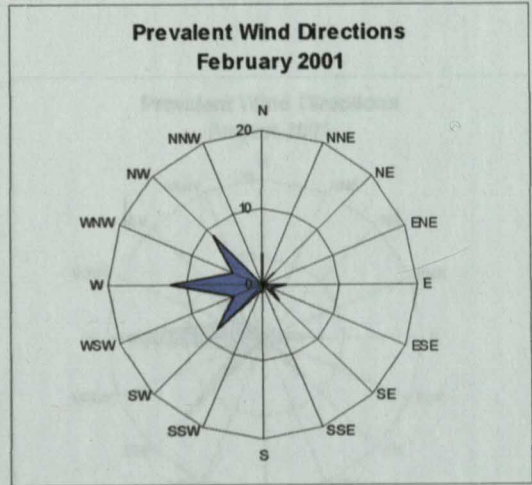 Prevalent Wind Directions
February 2001
N
20
NNW NNE
NW NE
10
WNW ENE
W 0 E
WSW ESE
SW SE
SSW SSE
S